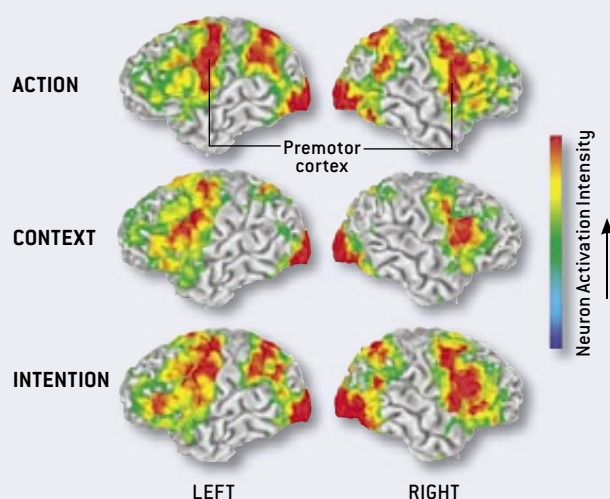 ACTION
Premotor
cortex
CONTEXT
INTENTION
LEFT
RIGHT
Neuron Activation Intensity